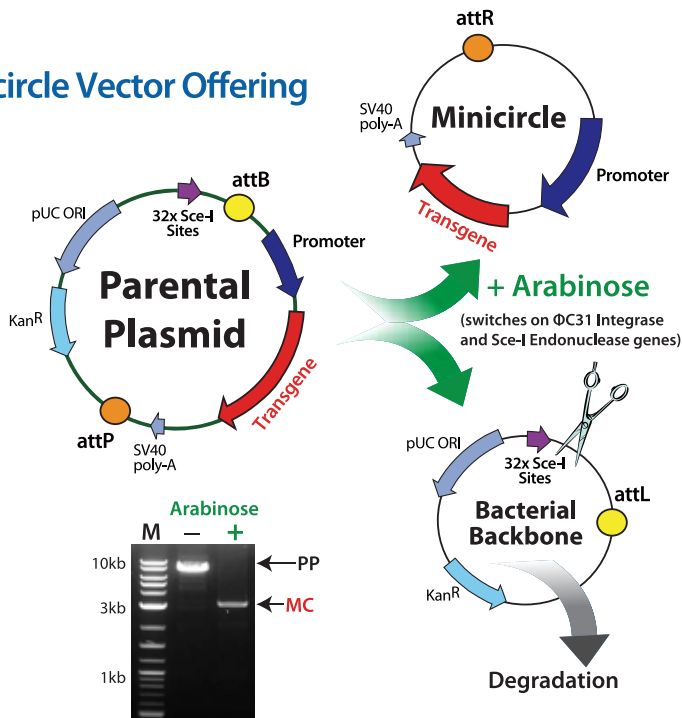 circle Vector Offering
attR
SV40
poly-A
Minicircle
Promoter
Transgene
attB
32x Sce-I
Sites
pUC ORI
Promoter
Parental
Plasmid
KanR
Transgene
attP
SV40
poly-A
+ Arabinose
(switches on ΦC31 Integrase
and Sce-I Endonuclease genes)
pUC ORI
32x Sce-I
Sites
attL
Bacterial
Backbone
KanR
Degradation
Arabinose
M – +
10kb
PP
3kb
MC
1kb